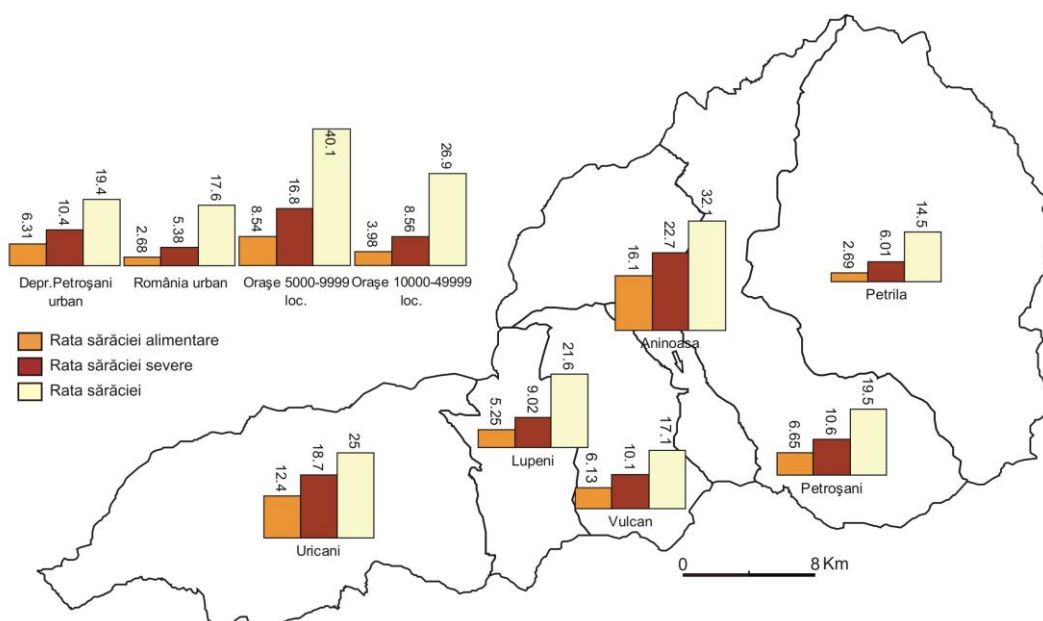 6.31
10.4
19.4
Depr.Petroşani
urban
2.68
5.38
17.6
România urban
8.54
16.8
40.1
Oraşe 5000-9999
loc.
3.98
8.56
26.9
Oraşe 10000-49999
loc.
Rata sărăciei alimentare
Rata sărăciei severe
Rata sărăciei
16.1
22.7
32.1
Aninoasa
2.69
6.01
14.5
Petrila
5.25
9.02
21.6
Lupeni
6.13
10.1
17.1
Vulcan
6.65
10.6
19.5
Petroşani
12.4
18.7
25
Uricani
0 8 Km